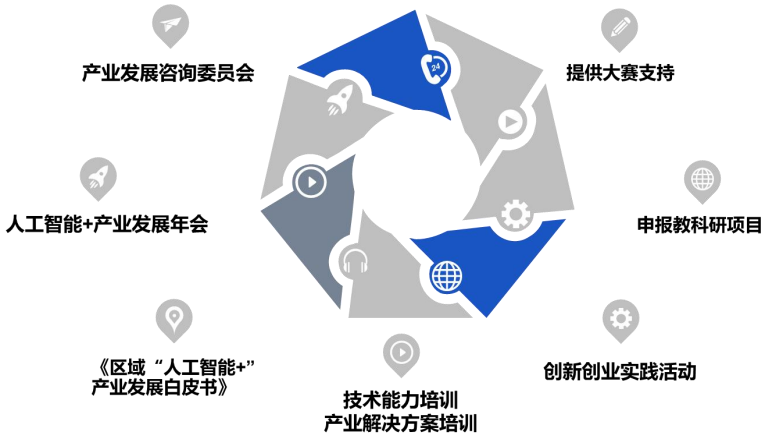 产业发展咨询委员会
提供大赛支持
人工智能+产业发展年会
申报教科研项目
《区域“人工智能+”
产业发展白皮书》
创新创业实践活动
技术能力培训
产业解决方案培训
24